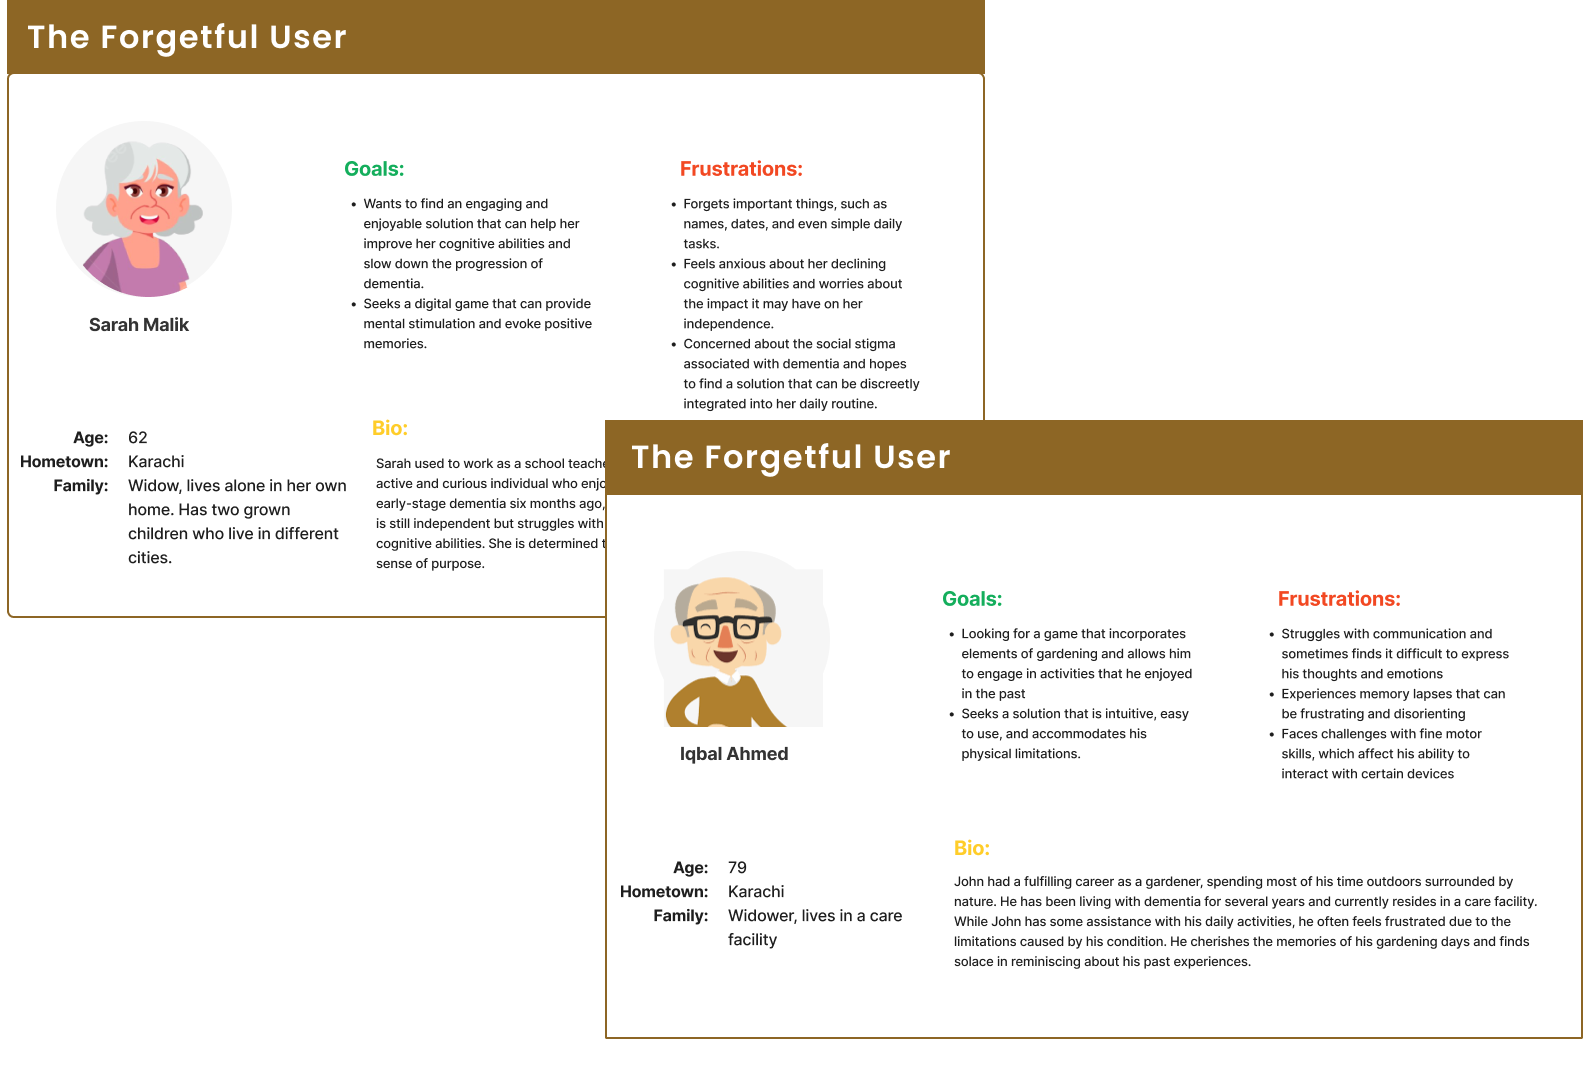 The Forgetful User
Sarah Malik
Goals:
• Wants to find an engaging and
enjoyable solution that can help her
improve her cognitive abilities and
slow down the progression of
dementia.
• Seeks a digital game that can provide
mental stimulation and evoke positive
memories.
Frustrations:
• Forgets important things, such as
names, dates, and even simple daily
tasks.
• Feels anxious about her declining
cognitive abilities and worries about
the impact it may have on her
independence.
• Concerned about the social stigma
associated with dementia and hopes
to find a solution that can be discreetly
integrated into her daily routine.
Age: 62
Hometown: Karachi
Family: Widow, lives alone in her own
home. Has two grown
children who live in different
cities.
Bio:
Sarah used to work as a school
active and curious individual who
early-stage dementia six months ago,
is still independent but struggles with
cognitive abilities. She is determined
sense of purpose.
The Forgetful User
Iqbal Ahmed
Goals:
• Looking for a game that incorporates
elements of gardening and allows him
to engage in activities that he enjoyed
in the past
• Seeks a solution that is intuitive, easy
to use, and accommodates his
physical limitations.
Frustrations:
• Struggles with communication and
sometimes finds it difficult to express
his thoughts and emotions
• Experiences memory lapses that can
be frustrating and disorienting
• Faces challenges with fine motor
skills, which affect his ability to
interact with certain devices
Age: 79
Hometown: Karachi
Family: Widower, lives in a care
facility
Bio:
John had a fulfilling career as a gardener, spending most of his time outdoors surrounded by
nature. He has been living with dementia for several years and currently resides in a care facility.
While John has some assistance with his daily activities, he often feels frustrated due to the
limitations caused by his condition. He cherishes the memories of his gardening days and finds
solace in reminiscing about his past experiences.